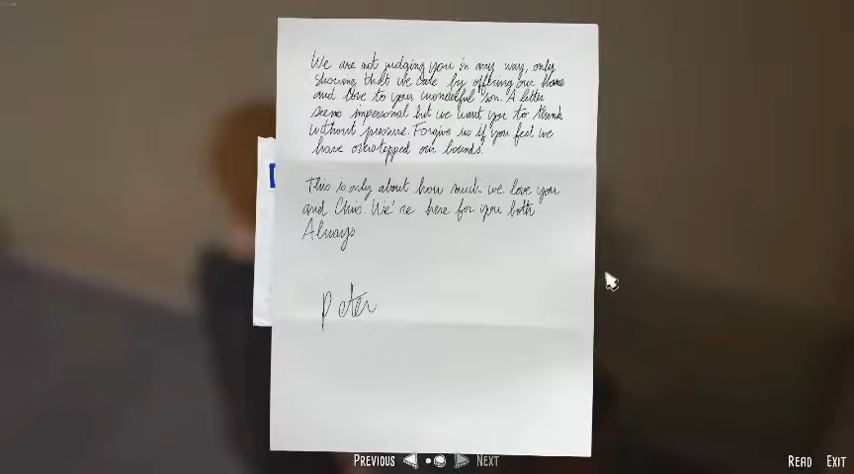 We are not judging you in any way, only
showing that we care by offering our home
and love to your wonderful son. A letter
seems impersonal but we want you to think
without pressure. Forgive us if you feel we
have overstepped our bounds.
This is only about how much we love you
and Chris. We're here for you both.
Always
Peter
PREVIOUS NEXT
READ EXIT